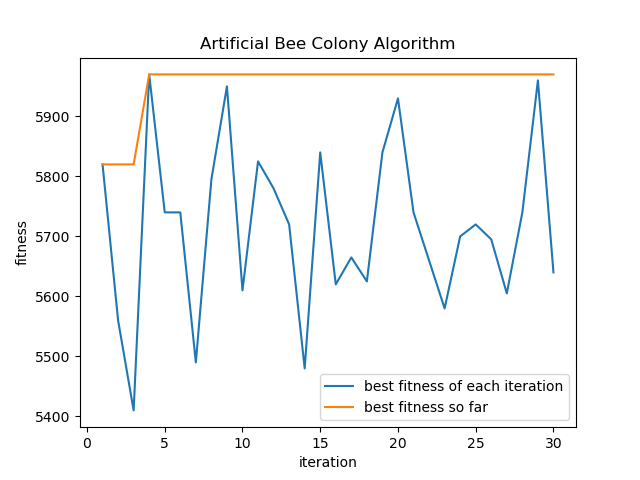 Artificial Bee Colony Algorithm
fitness
5900
5800
5700
5600
5500
5400
best fitness of each iteration
best fitness so far
0 5 10 15 20 25 30
iteration